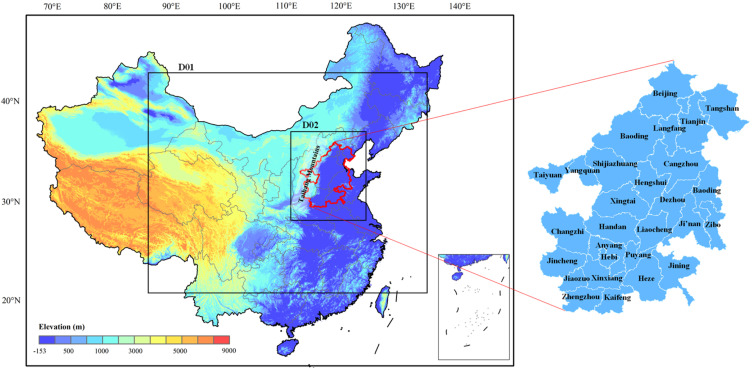 70°E 80°E 90°E 100°E 110°E 120°E 130°E 140°E
D01
40°N
D02
Taihang Mountains
30°N
20°N
Elevation (m)
-153 500 1000 3000 5000 9000
Beijing
Tangshan
Tianjin
Langfang
Baoding
Shijiazhuang
Cangzhou
Yangquan
Taiyuan
Hengshui
Baoding
Dezhou
Xingtai
Ji'nan
Zibo
Handan
Liaocheng
Changzhi
Anyang
Puyang
Hebi
Jincheng
Jining
Jiaozuo
Xinxiang
Heze
Zhengzhou
Kaifeng